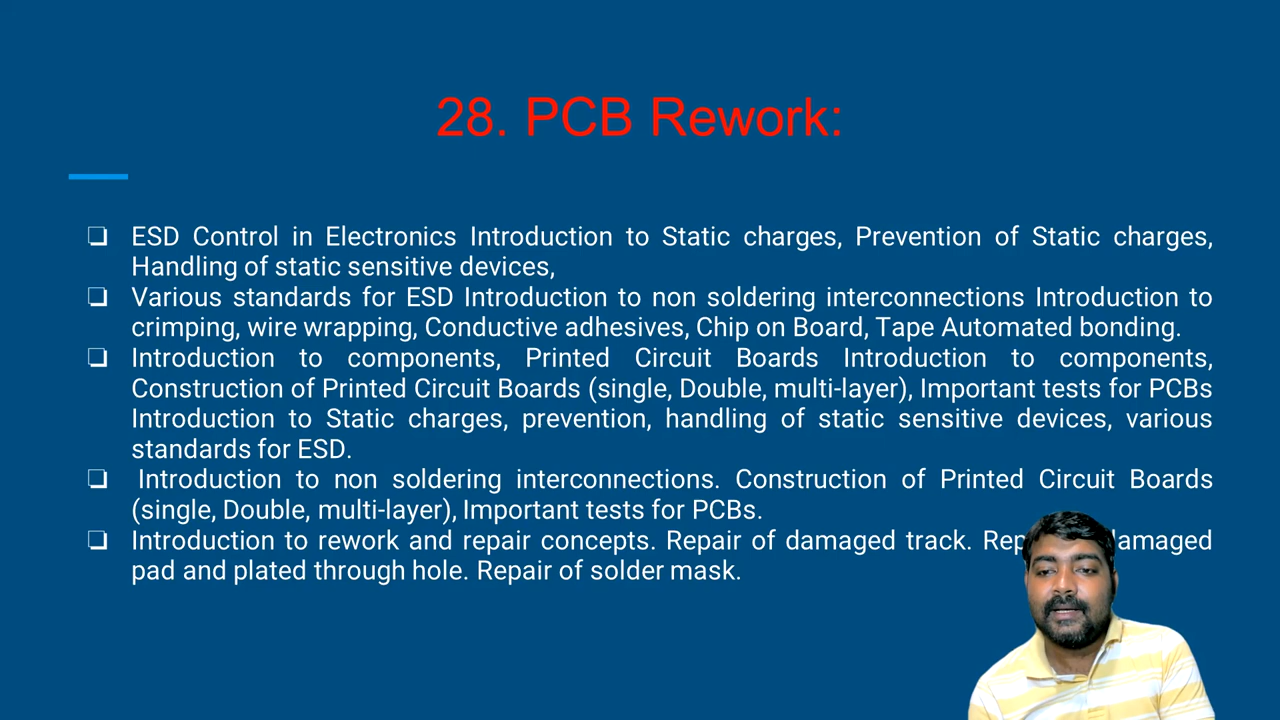 28. PCB Rework:
❏ ESD Control in Electronics Introduction to Static charges, Prevention of Static charges,
Handling of static sensitive devices,
❏ Various standards for ESD Introduction to non soldering interconnections Introduction to
crimping, wire wrapping, Conductive adhesives, Chip on Board, Tape Automated bonding.
❏ Introduction to components, Printed Circuit Boards Introduction to components,
Construction of Printed Circuit Boards (single, Double, multi-layer), Important tests for PCBs
Introduction to Static charges, prevention, handling of static sensitive devices, various
standards for ESD.
❏ Introduction to non soldering interconnections. Construction of Printed Circuit Boards
(single, Double, multi-layer), Important tests for PCBs.
❏ Introduction to rework and repair concepts. Repair of damaged track.
pad and plated through hole. Repair of solder mask.